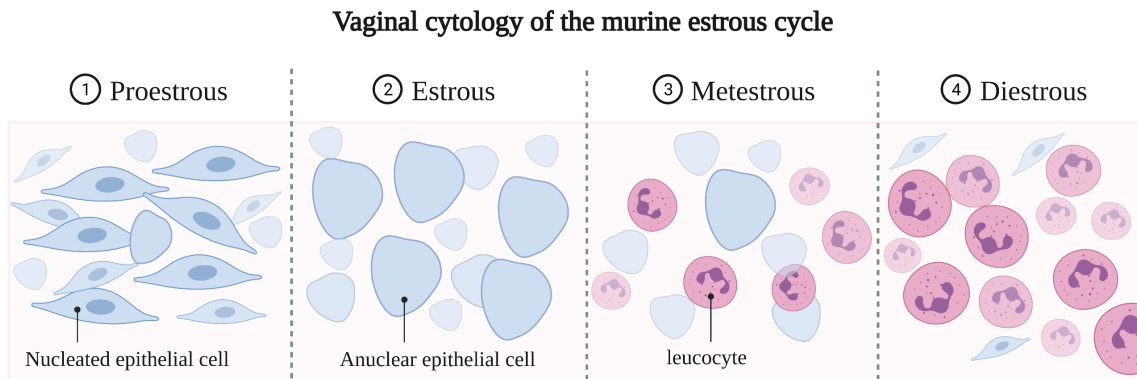 Vaginal cytology of the murine estrous cycle
1 Proestrous
2 Estrous
3 Metestrous
4 Diestrous
Nucleated epithelial cell
Anuclear epithelial cell
leucocyte